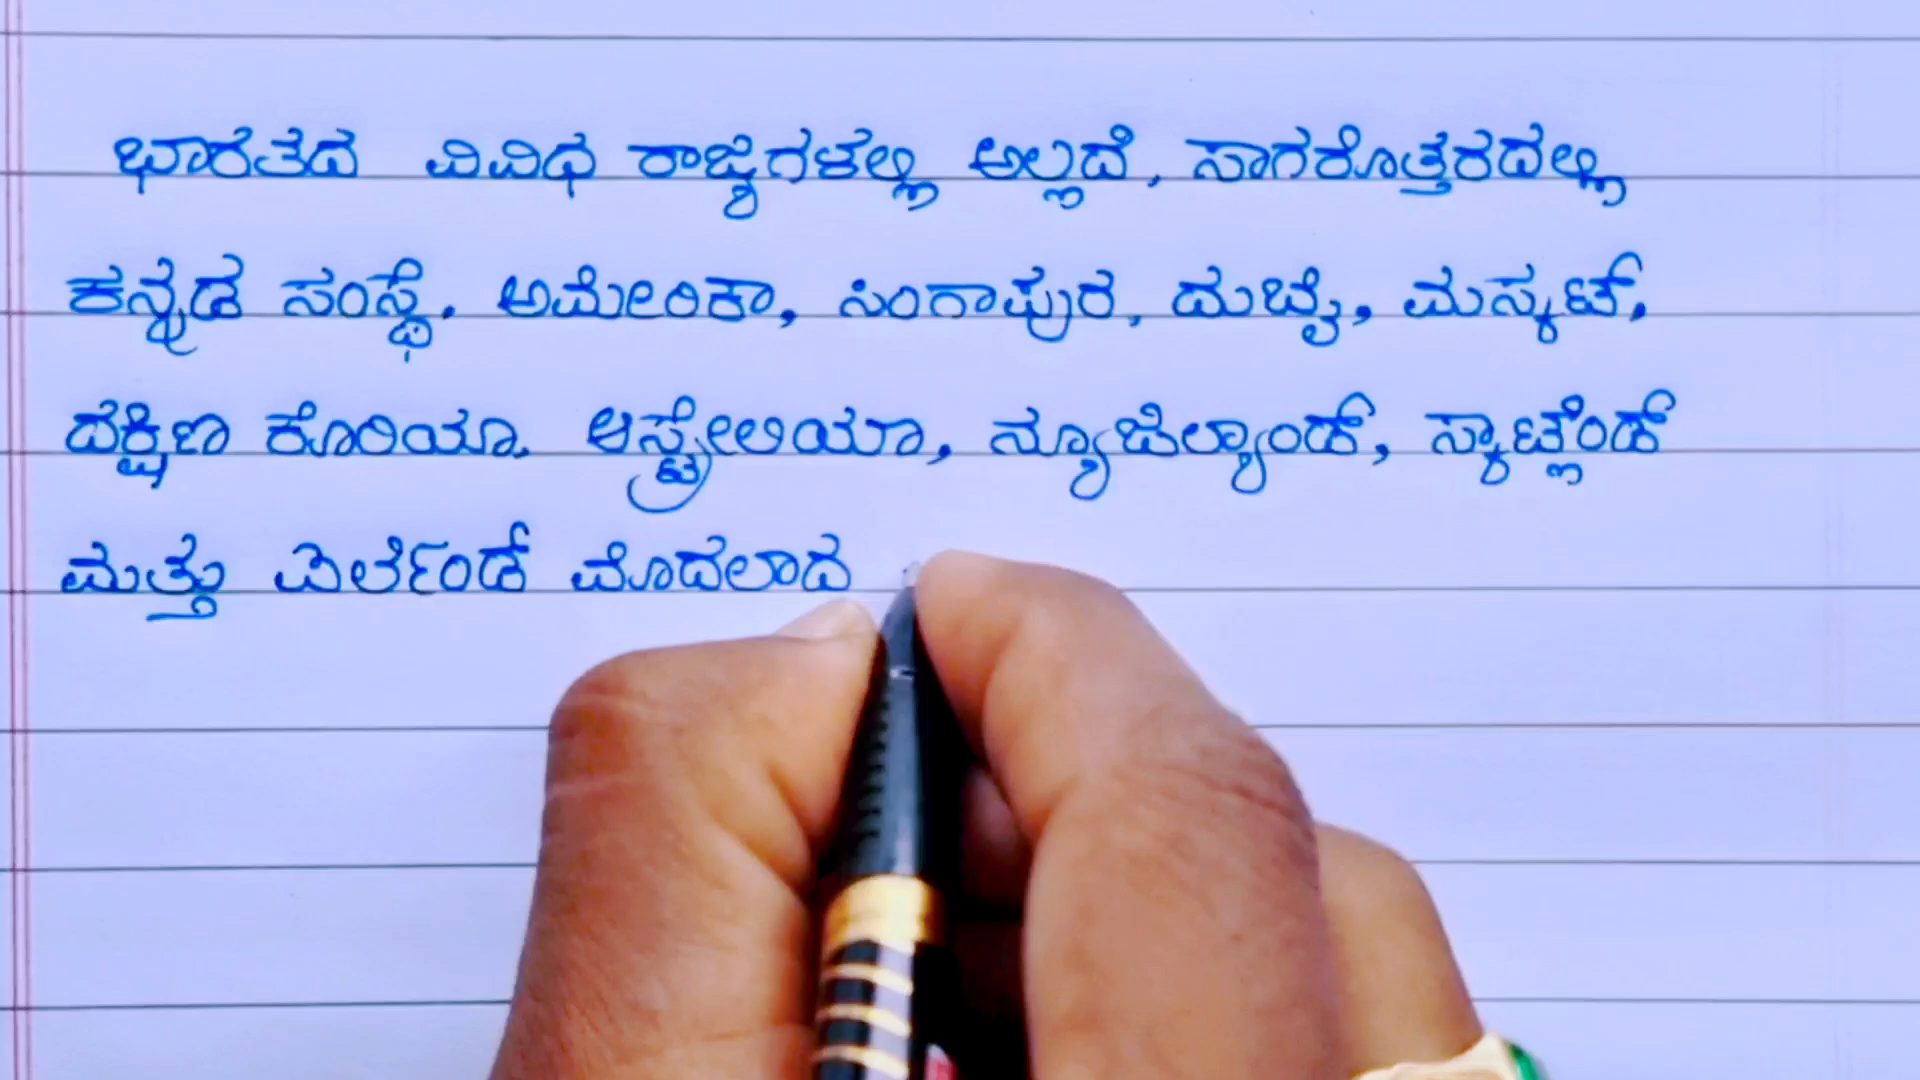 ಭಾರತದ ವಿವಿಧ ರಾಜ್ಯಗಳಲ್ಲಿ ಅಲ್ಲದೆ, ಸಾಗರೊತ್ತರದಲ್ಲಿ
ಕನ್ನಡ ಸಂಸ್ಥೆ. ಅಮೇರಿಕಾ, ಸಿಂಗಾಪುರ, ದುಬೈ, ಮಸ್ಕಟ್,
ದಕ್ಷಿಣ ಕೊರಿಯಾ. ಆಸ್ಟ್ರೇಲಿಯಾ, ನ್ಯೂಜಿಲ್ಯಾಂಡ್, ಸ್ಕಾಟ್ಲೆಂಡ್
ಮತ್ತು ಐರ್ಲೆಂಡ್ ಮೊದಲಾದ